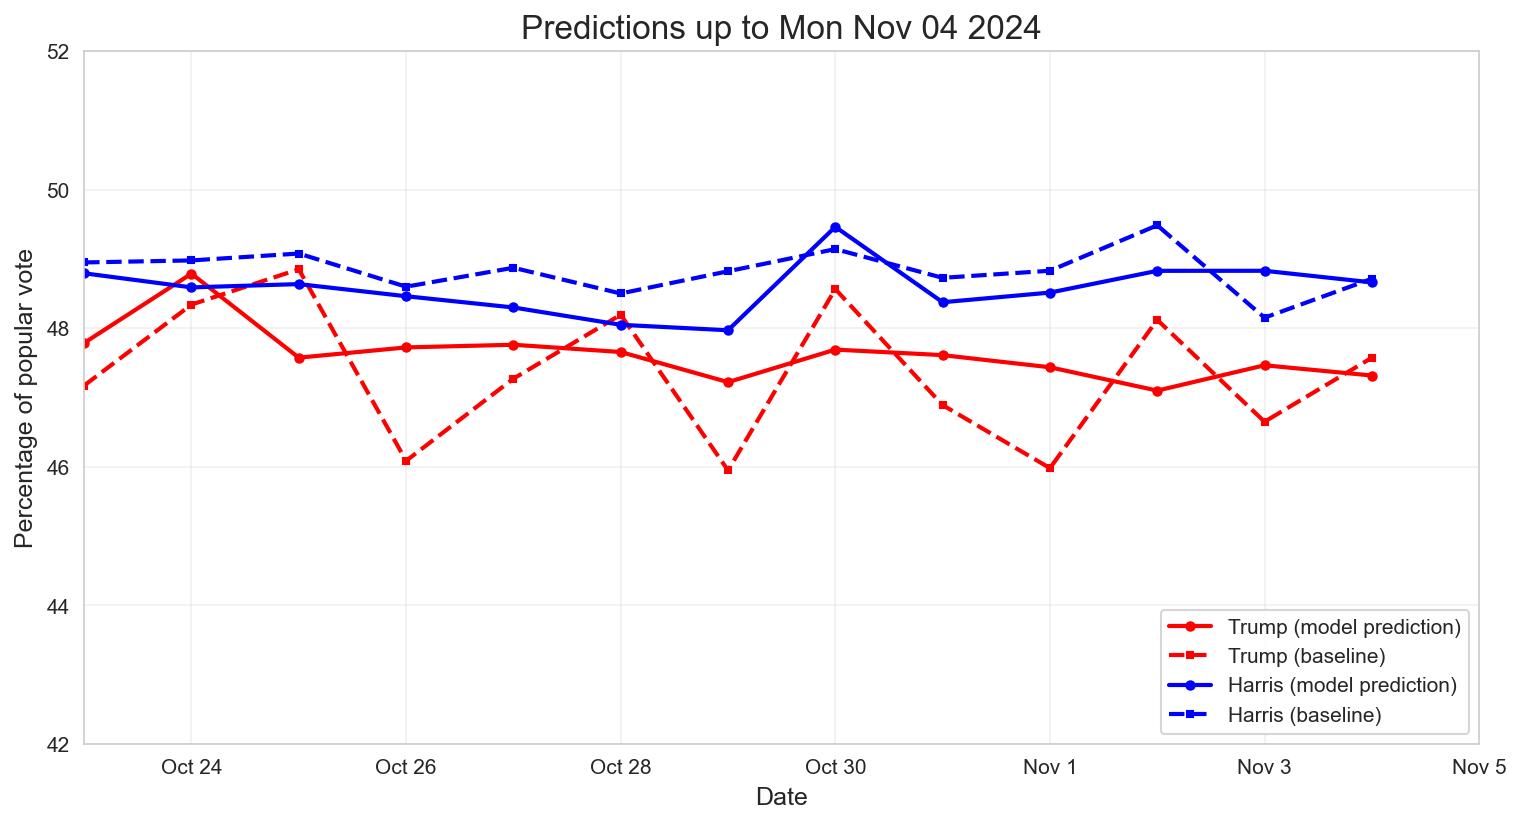 Predictions up to Mon Nov 04 2024
Percentage of popular vote
52
50
48
46
44
42
Oct 24
Oct 26
Oct 28
Oct 30
Nov 1
Nov 3
Nov 5
Date
Trump (model prediction)
Trump (baseline)
Harris (model prediction)
Harris (baseline)